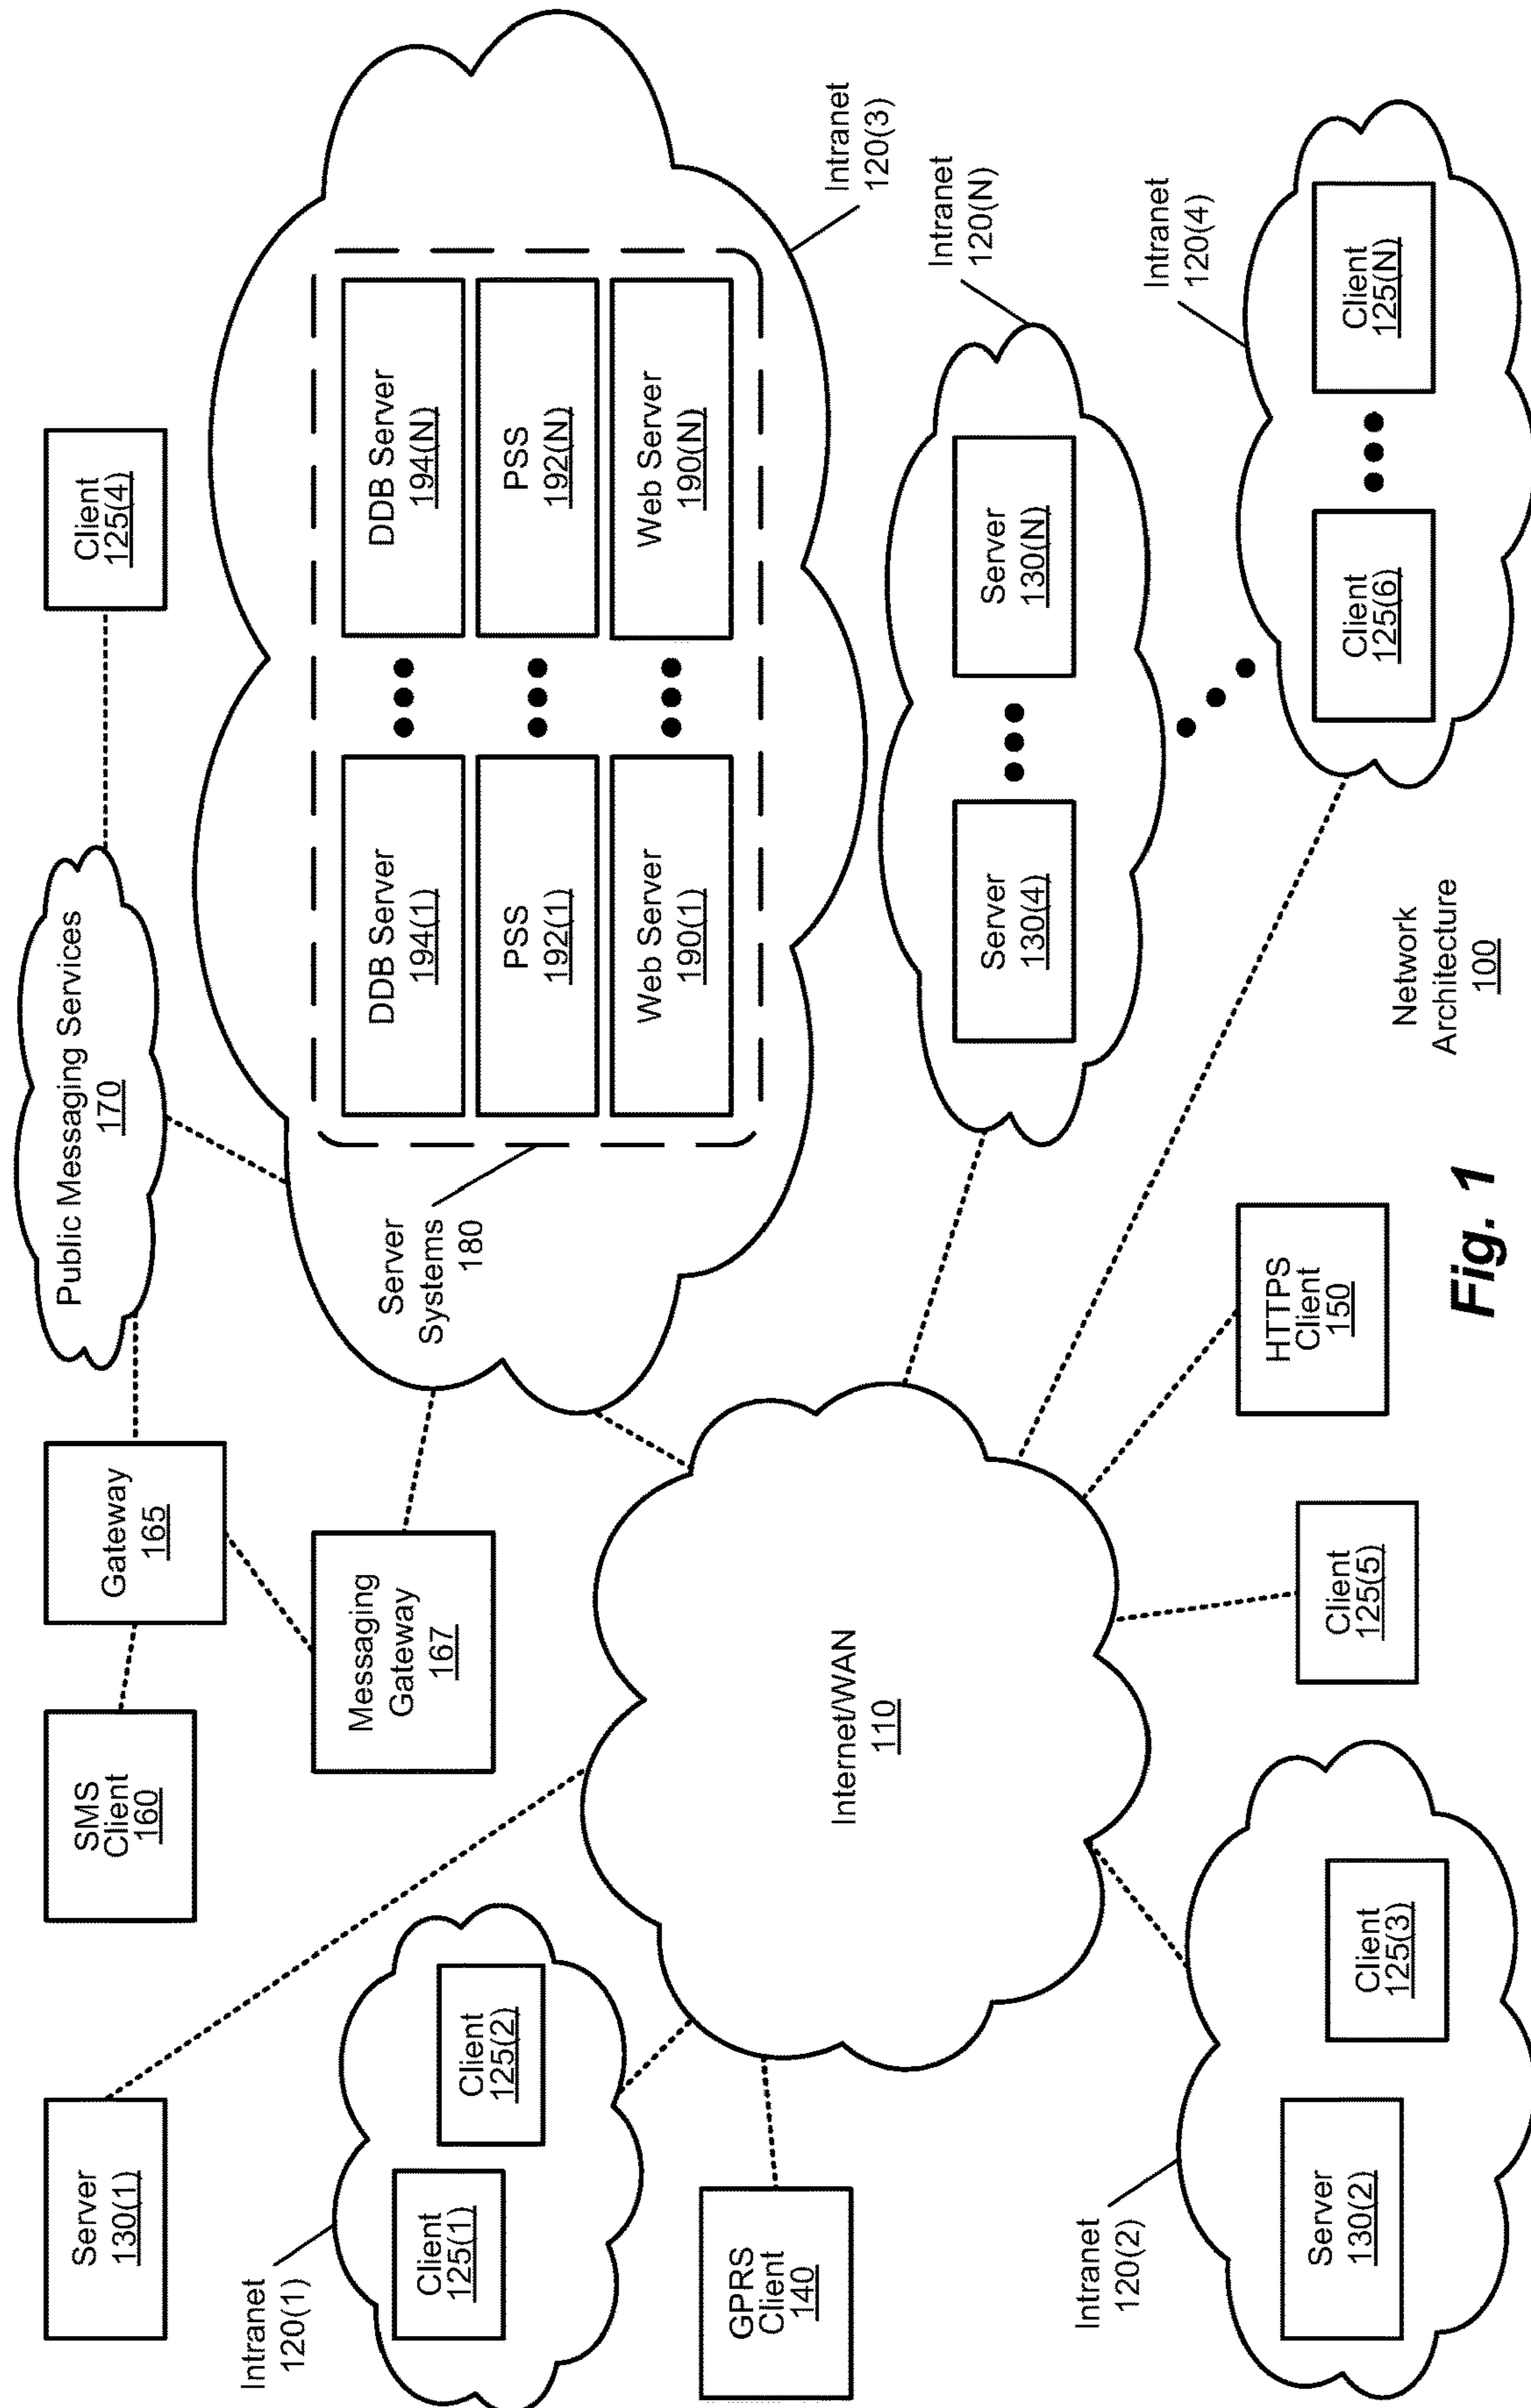 Server
130(1)
SMS
Client
160
Gateway
165
Public Messaging Services
170
Client
125(4)
Intranet
120(1)
Client
125(1)
Client
125(2)
Messaging
Gateway
167
Server
Systems
180
DDB Server
194(1)
DDB Server
194(N)
PSS
192(1)
PSS
192(N)
Web Server
190(1)
Web Server
190(N)
Intranet
120(3)
GPRS
Client
140
Internet/WAN
110
Intranet
120(N)
Server
130(4)
Server
130(N)
Intranet
120(2)
Server
130(2)
Client
125(3)
Client
125(5)
HTTPS
Client
150
Intranet
120(4)
Client
125(6)
Client
125(N)
Network
Architecture
100
Fig. 1